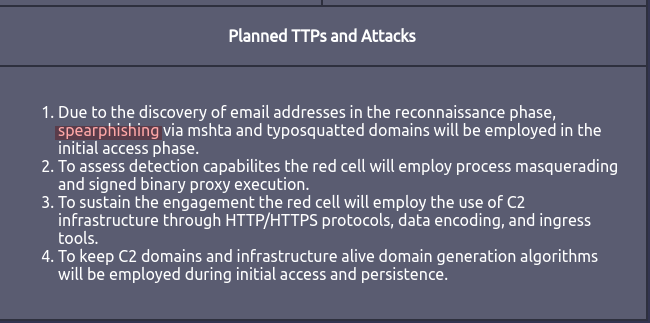 Planned TTPs and Attacks
1. Due to the discovery of email addresses in the reconnaissance phase,
spearphishing via mshta and typosquatted domains will be employed in the
initial access phase.
2. To assess detection capabilites the red cell will employ process masquerading
and signed binary proxy execution.
3. To sustain the engagement the red cell will employ the use of C2
infrastructure through HTTP/HTTPS protocols, data encoding, and ingress
tools.
4. To keep C2 domains and infrastructure alive domain generation algorithms
will be employed during initial access and persistence.